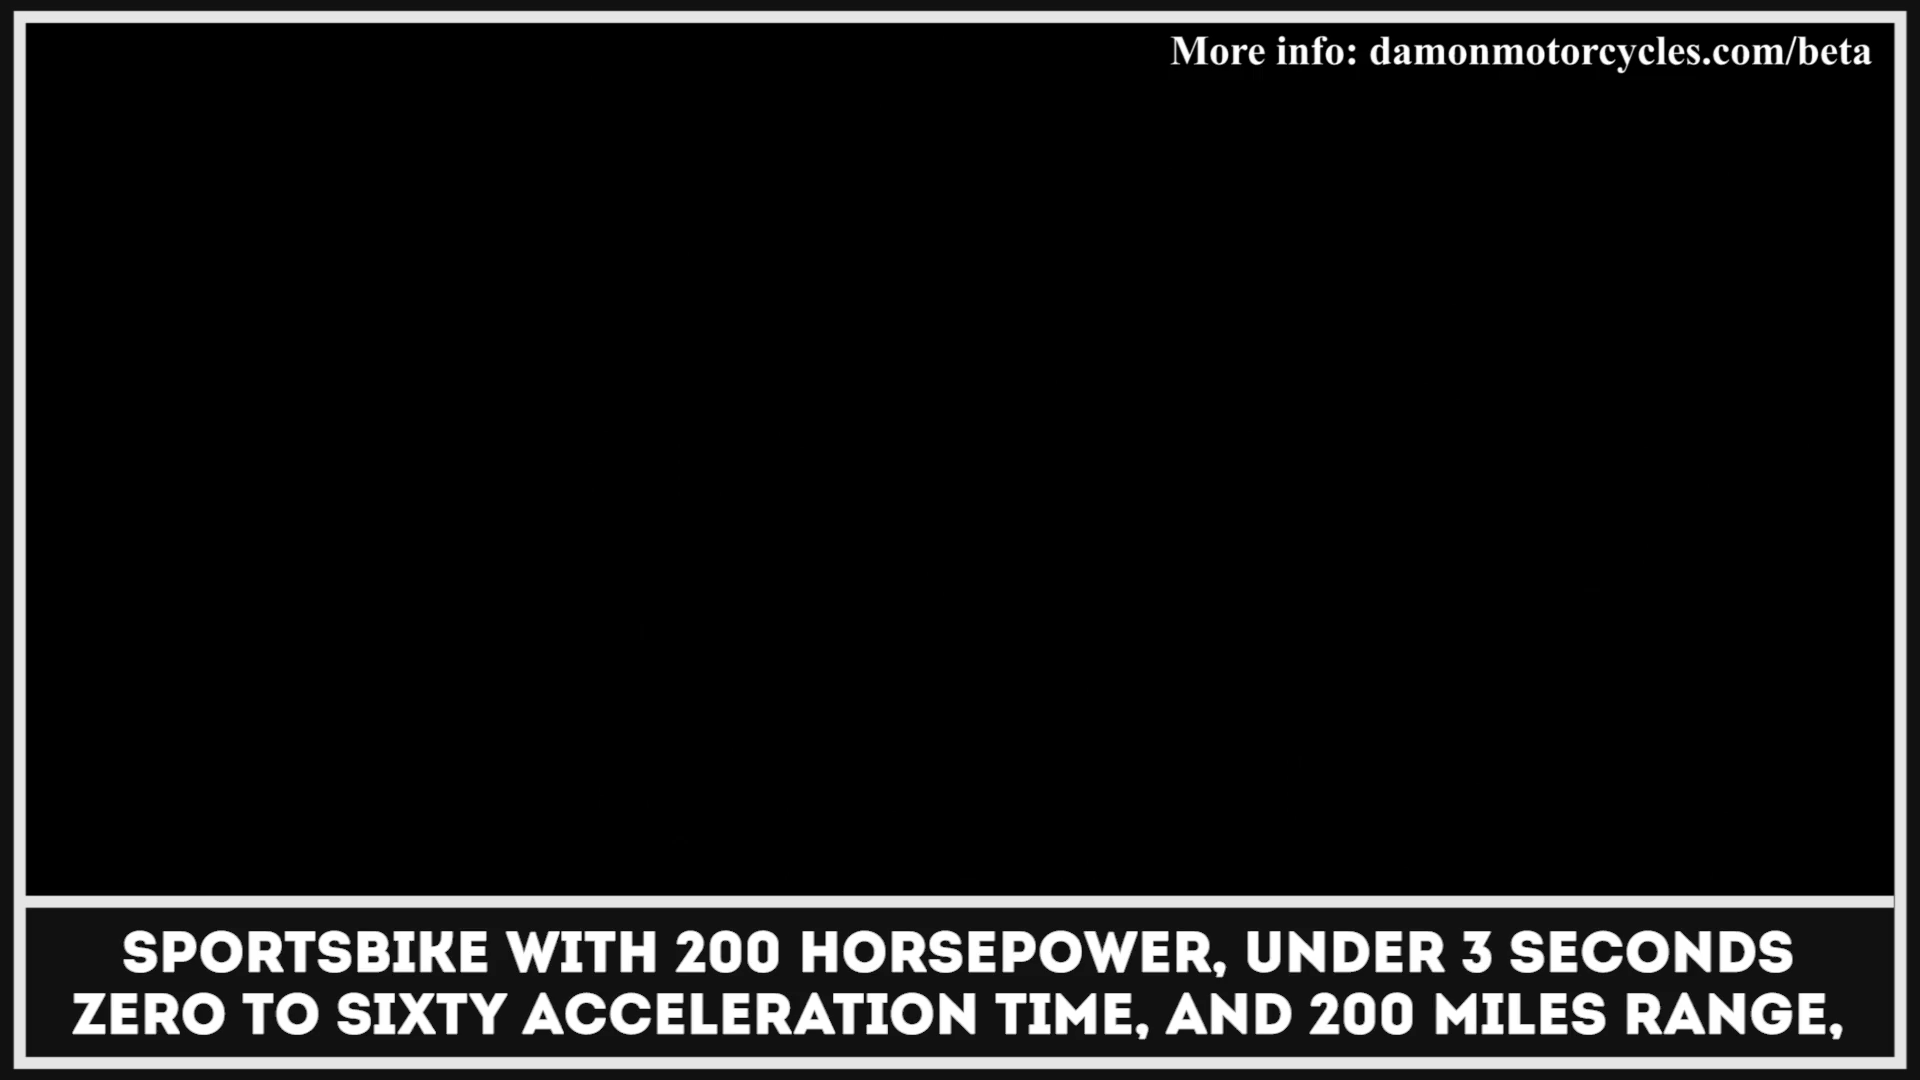 More info: damonmotorcycles.com/beta
SPORTSBIKE WITH 200 HORSEPOWER, UNDER 3 SECONDS
ZERO TO SIXTY ACCELERATION TIME, AND 200 MILES RANGE,